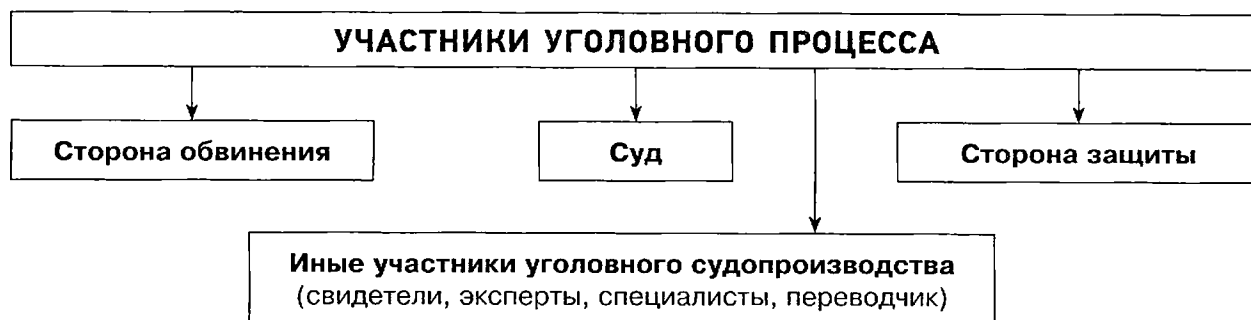 УЧАСТНИКИ УГОЛОВНОГО ПРОЦЕССА
Сторона обвинения
Суд
Сторона защиты
Иные участники уголовного судопроизводства
(свидетели, эксперты, специалисты, переводчик)